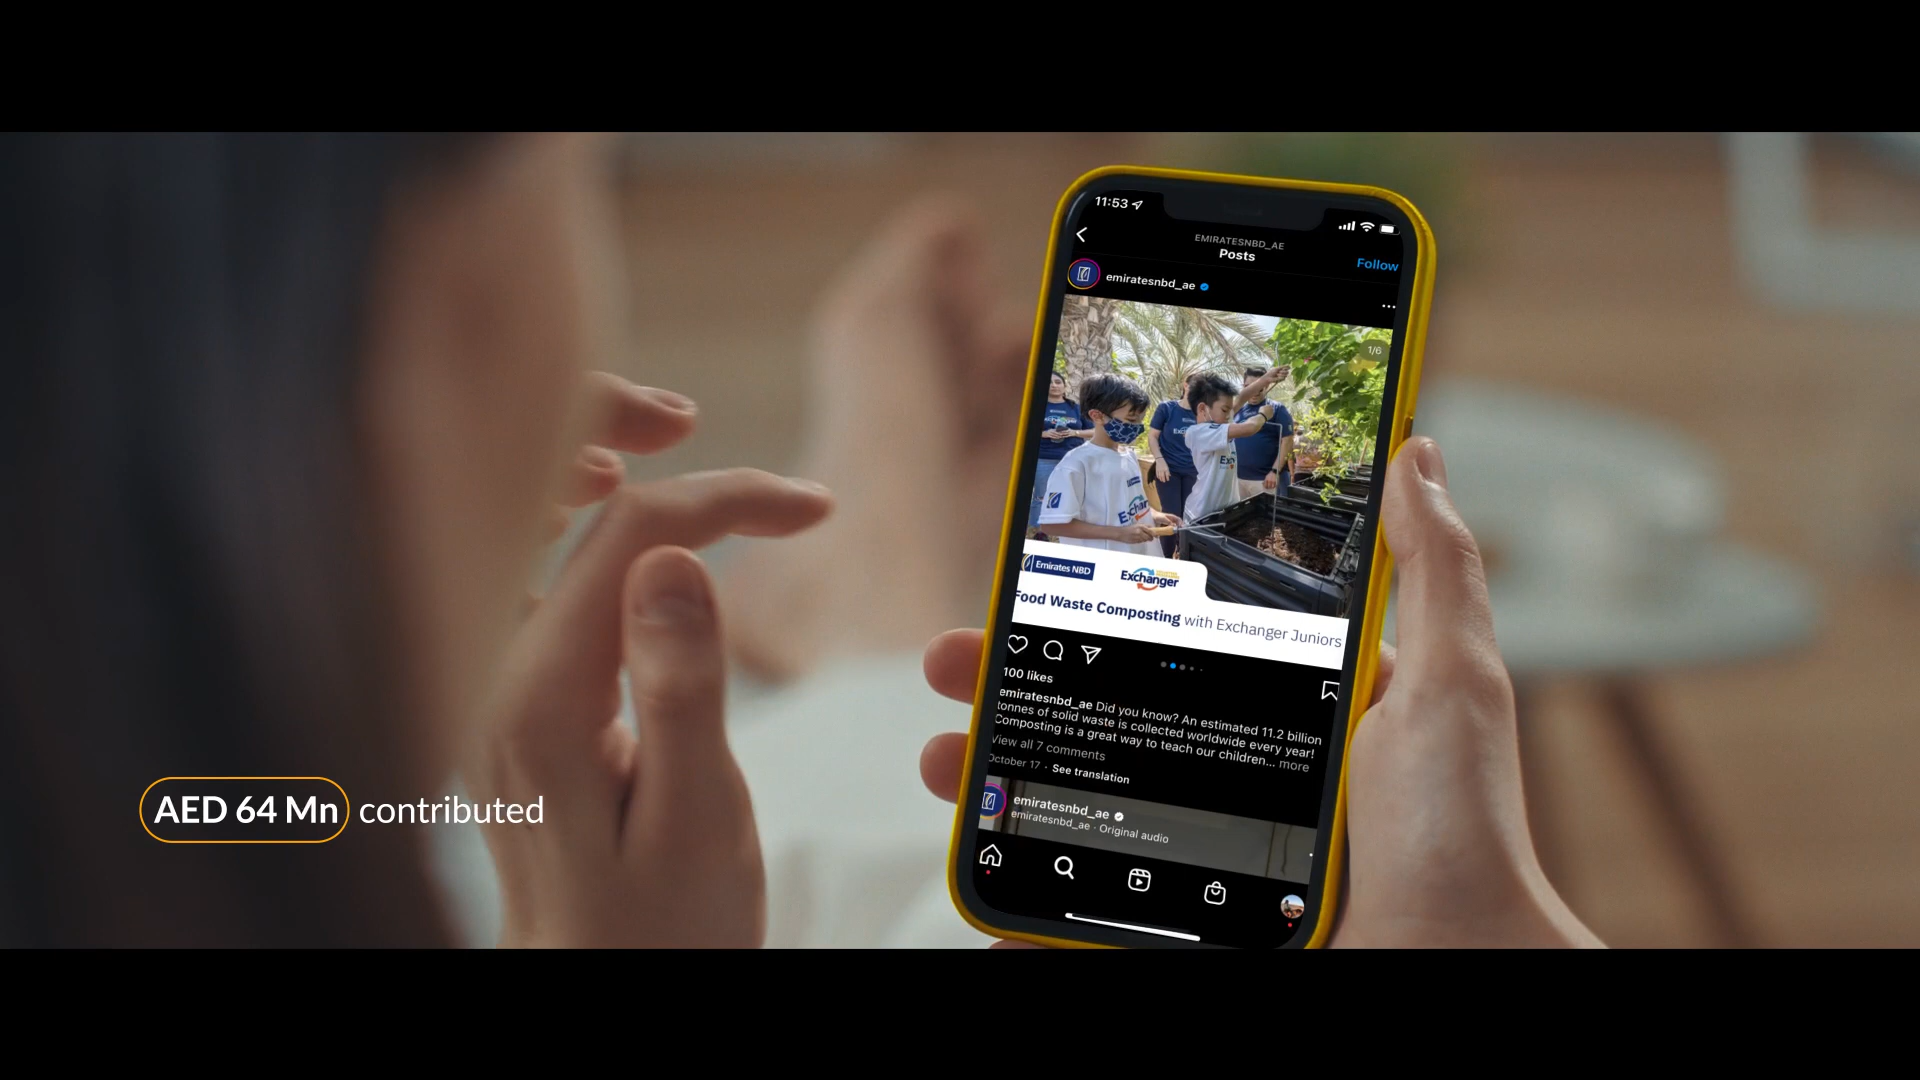 11:53
EMIRATESNBD_AE
Posts
Follow
emiratesnbd_ae
1/6
Emirates NBD
Exchanger
Food Waste Composting with Exchanger Juniors
100 likes
emiratesnbd_ae Did you know? An estimated 11.2 billion
tonnes of solid waste is collected worldwide every year!
Composting is a great way to teach our children... more
View all 7 comments
October 17 · See translation
emiratesnbd_ae
emiratesnbd_ae · Original audio
AED 64 Mn contributed